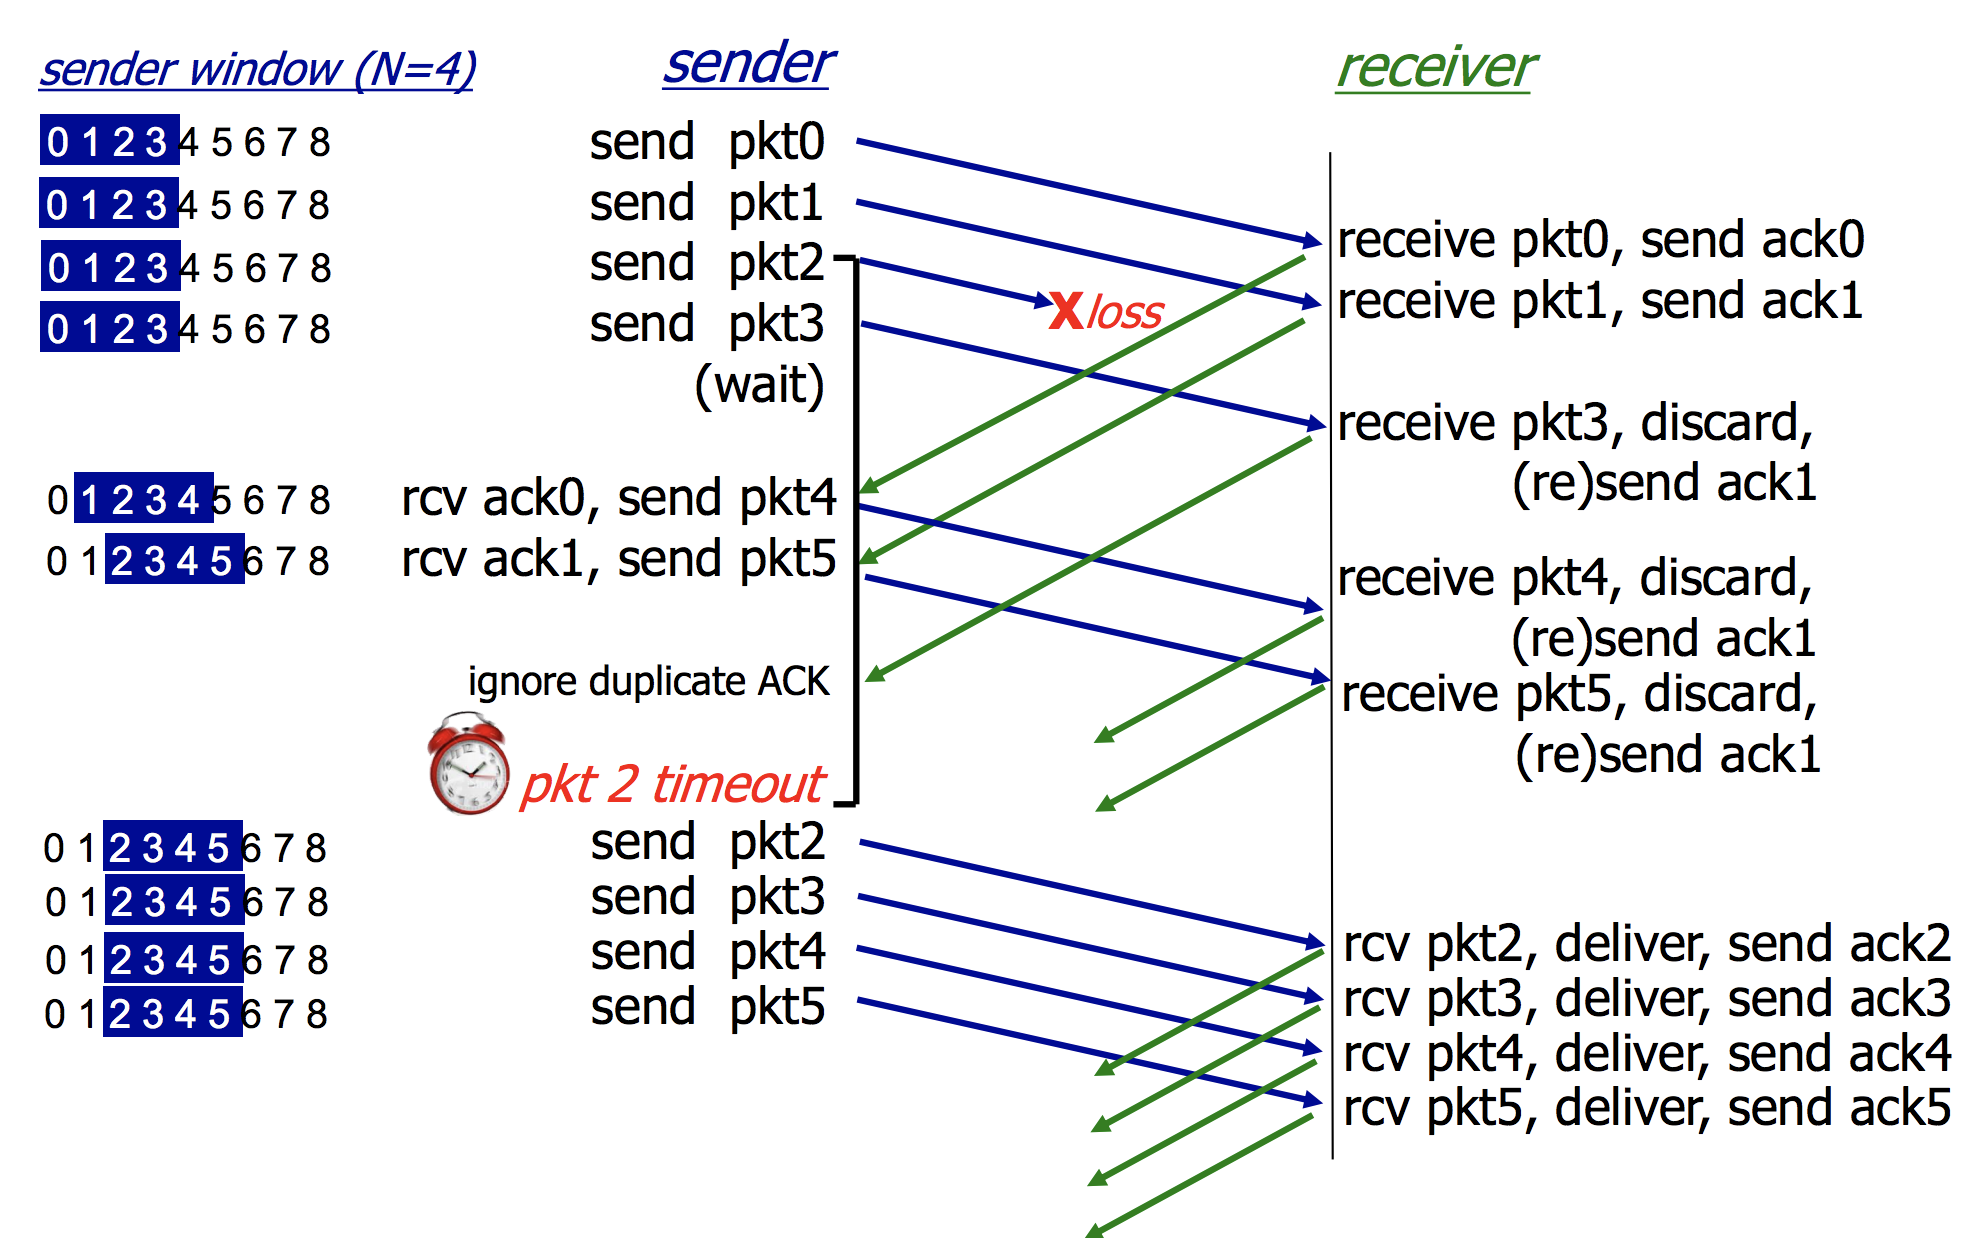 sender window (N=4) sender receiver
0 1 2 3 4 5 6 7 8 send pkt0
0 1 2 3 4 5 6 7 8 send pkt1
receive pkt0, send ack0
0 1 2 3 4 5 6 7 8 send pkt2
X loss
receive pkt1, send ack1
0 1 2 3 4 5 6 7 8 send pkt3
(wait)
receive pkt3, discard,
(re)send ack1
0 1 2 3 4 5 6 7 8 rcv ack0, send pkt4
0 1 2 3 4 5 6 7 8 rcv ack1, send pkt5
receive pkt4, discard,
(re)send ack1
ignore duplicate ACK
receive pkt5, discard,
(re)send ack1
pkt 2 timeout
0 1 2 3 4 5 6 7 8 send pkt2
0 1 2 3 4 5 6 7 8 send pkt3
0 1 2 3 4 5 6 7 8 send pkt4
0 1 2 3 4 5 6 7 8 send pkt5
rcv pkt2, deliver, send ack2
rcv pkt3, deliver, send ack3
rcv pkt4, deliver, send ack4
rcv pkt5, deliver, send ack5